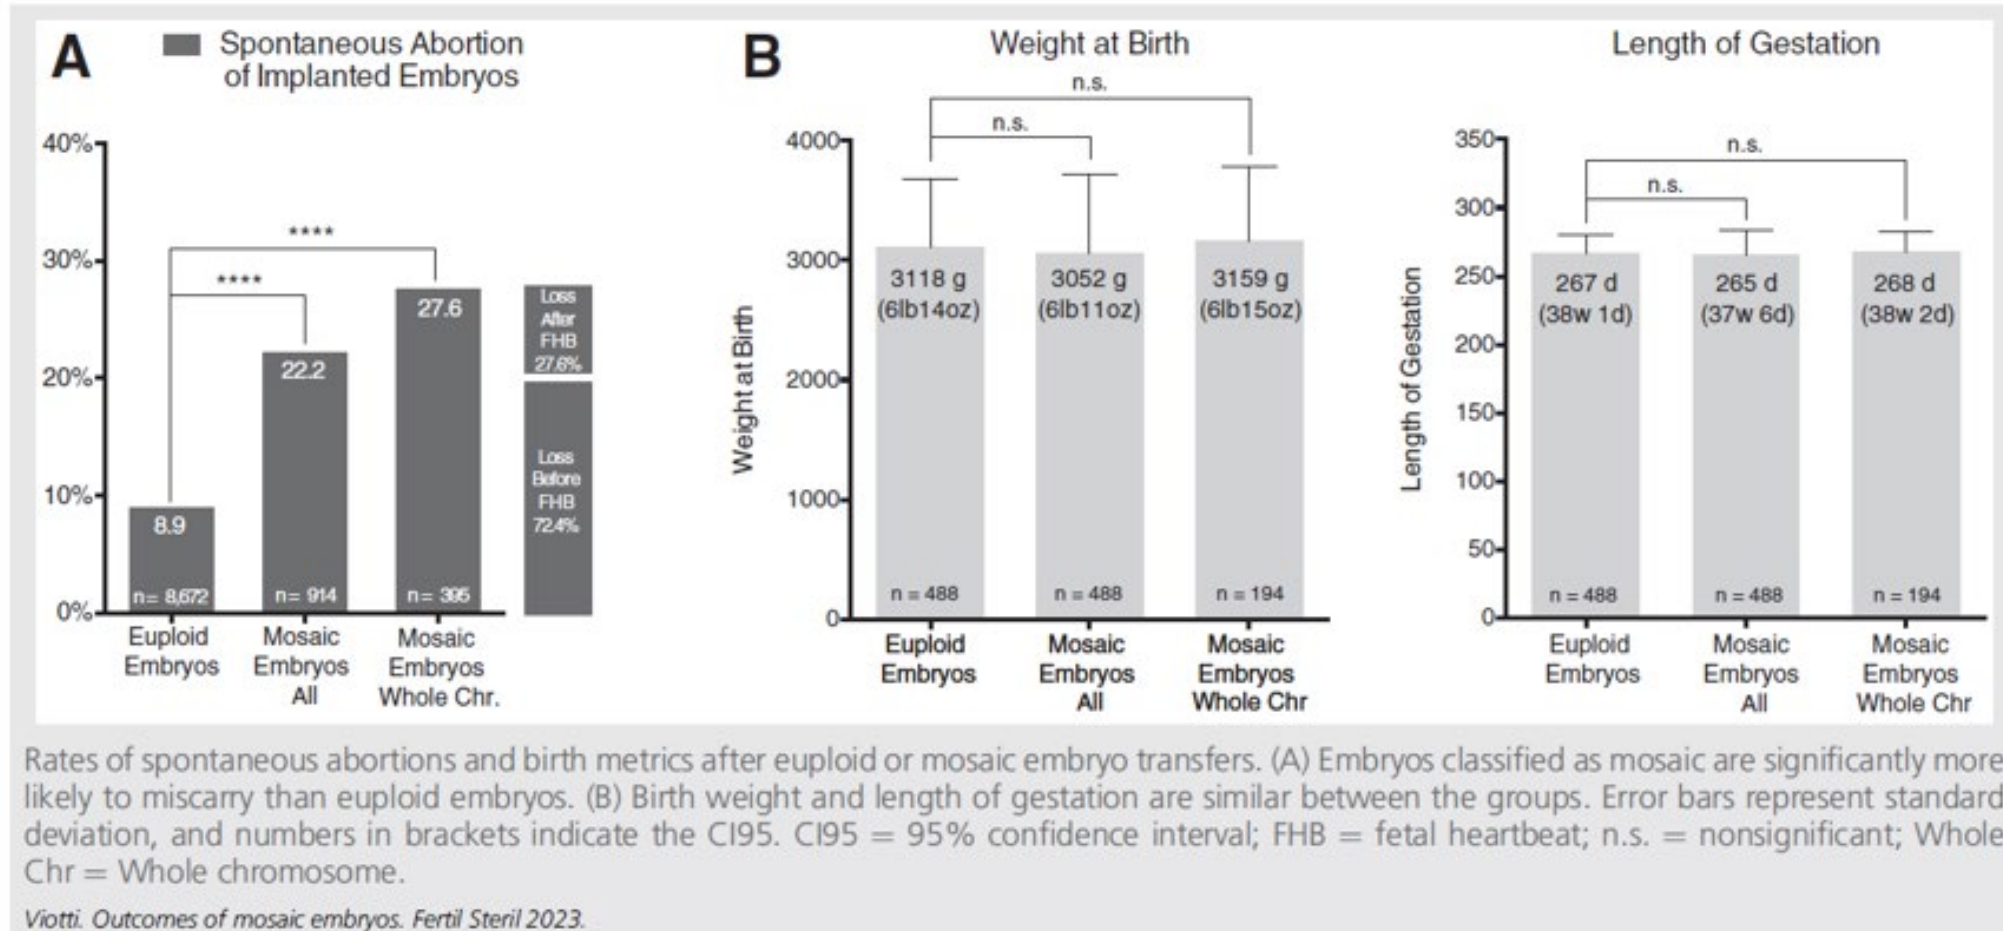 A
Spontaneous Abortion
of Implanted Embryos
40%
30%
20%
10%
0%
****
****
8.9
22.2
27.6
n= 8,672
n= 914
n= 395
Euploid
Embryos
Mosaic
Embryos
All
Mosaic
Embryos
Whole Chr.
Loss
After
FHB
27.6%
Loss
Before
FHB
72.4%
B
Weight at Birth
n.s.
n.s.
Weight at Birth
4000
3000
2000
1000
0
3118 g
(6lb14oz)
3052 g
(6lb11oz)
3159 g
(6lb15oz)
n = 488
n = 488
n = 194
Euploid
Embryos
Mosaic
Embryos
All
Mosaic
Embryos
Whole Chr
Length of Gestation
n.s.
n.s.
Length of Gestation
350
300
250
200
150
100
50
0
267 d
(38w 1d)
265 d
(37w 6d)
268 d
(38w 2d)
n = 488
n = 488
n = 194
Euploid
Embryos
Mosaic
Embryos
All
Mosaic
Embryos
Whole Chr
Rates of spontaneous abortions and birth metrics after euploid or mosaic embryo transfers. (A) Embryos classified as mosaic are significantly more
likely to miscarry than euploid embryos. (B) Birth weight and length of gestation are similar between the groups. Error bars represent standard
deviation, and numbers in brackets indicate the CI95. CI95 = 95% confidence interval; FHB = fetal heartbeat; n.s. = nonsignificant; Whole
Chr = Whole chromosome.
Viotti. Outcomes of mosaic embryos. Fertil Steril 2023.